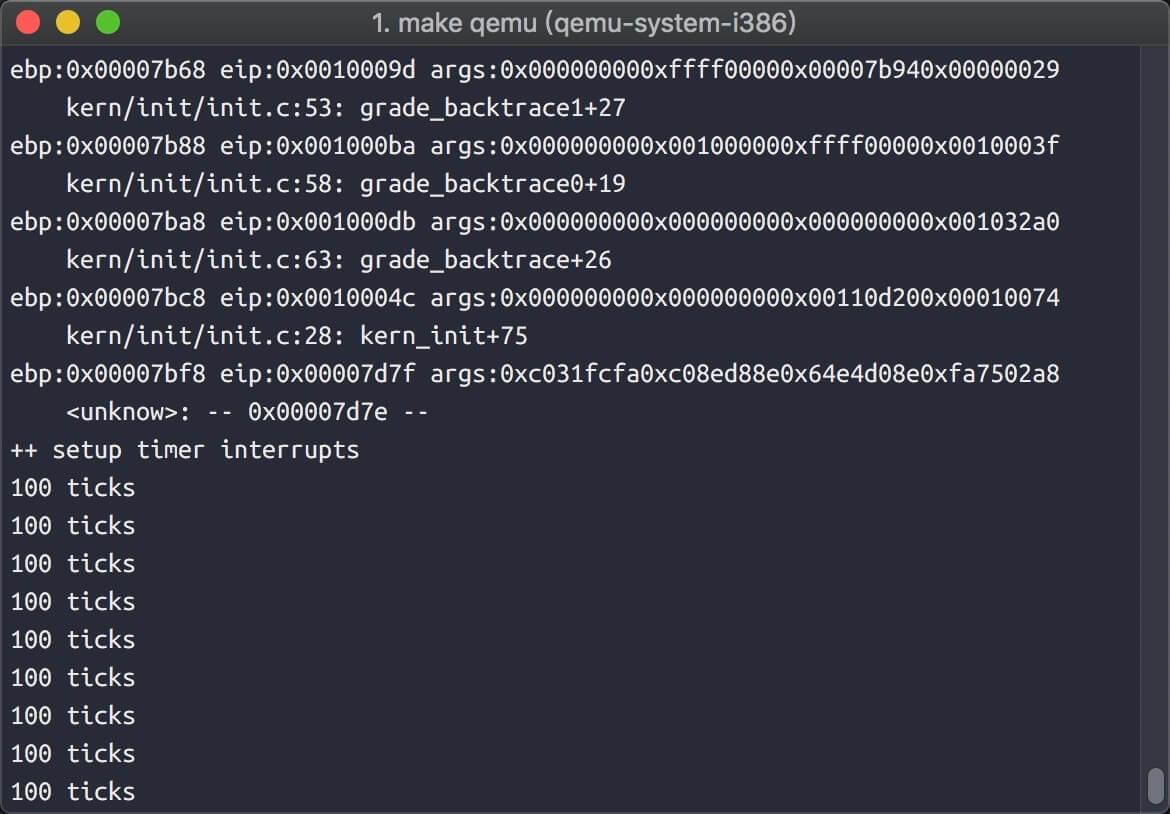 1. make qemu (qemu-system-i386)
ebp:0x00007b68 eip:0x0010009d args:0x000000000xffff00000x00007b940x00000029
    kern/init/init.c:53: grade_backtrace1+27
ebp:0x00007b88 eip:0x001000ba args:0x000000000x001000000xffff00000x0010003f
    kern/init/init.c:58: grade_backtrace0+19
ebp:0x00007ba8 eip:0x001000db args:0x000000000x000000000x000000000x001032a0
    kern/init/init.c:63: grade_backtrace+26
ebp:0x00007bc8 eip:0x0010004c args:0x000000000x000000000x00110d200x00010074
    kern/init/init.c:28: kern_init+75
ebp:0x00007bf8 eip:0x00007d7f args:0xc031fcfa0xc08ed88e0x64e4d08e0xfa7502a8
    <unknow>: -- 0x00007d7e --
++ setup timer interrupts
100 ticks
100 ticks
100 ticks
100 ticks
100 ticks
100 ticks
100 ticks
100 ticks
100 ticks